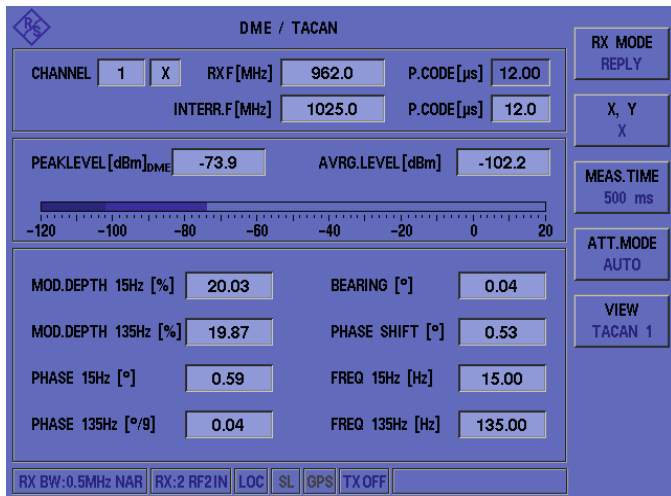 R&S DME / TACAN
CHANNEL 1 X RXF[MHz] 962.0 P.CODE[µs] 12.00
INTERR.F[MHz] 1025.0 P.CODE[µs] 12.0
PEAKLEVEL[dBm]DME -73.9 AVRG.LEVEL[dBm] -102.2
-120 -100 -80 -60 -40 -20 0 20
MOD.DEPTH 15Hz [%] 20.03 BEARING [°] 0.04
MOD.DEPTH 135Hz [%] 19.87 PHASE SHIFT [°] 0.53
PHASE 15Hz [°] 0.59 FREQ 15Hz [Hz] 15.00
PHASE 135Hz [°/9] 0.04 FREQ 135Hz [Hz] 135.00
RX BW:0.5MHz NAR RX:2 RF2IN LOC SL GPS TX OFF
RX MODE
REPLY
X, Y
X
MEAS.TIME
500 ms
ATT.MODE
AUTO
VIEW
TACAN 1